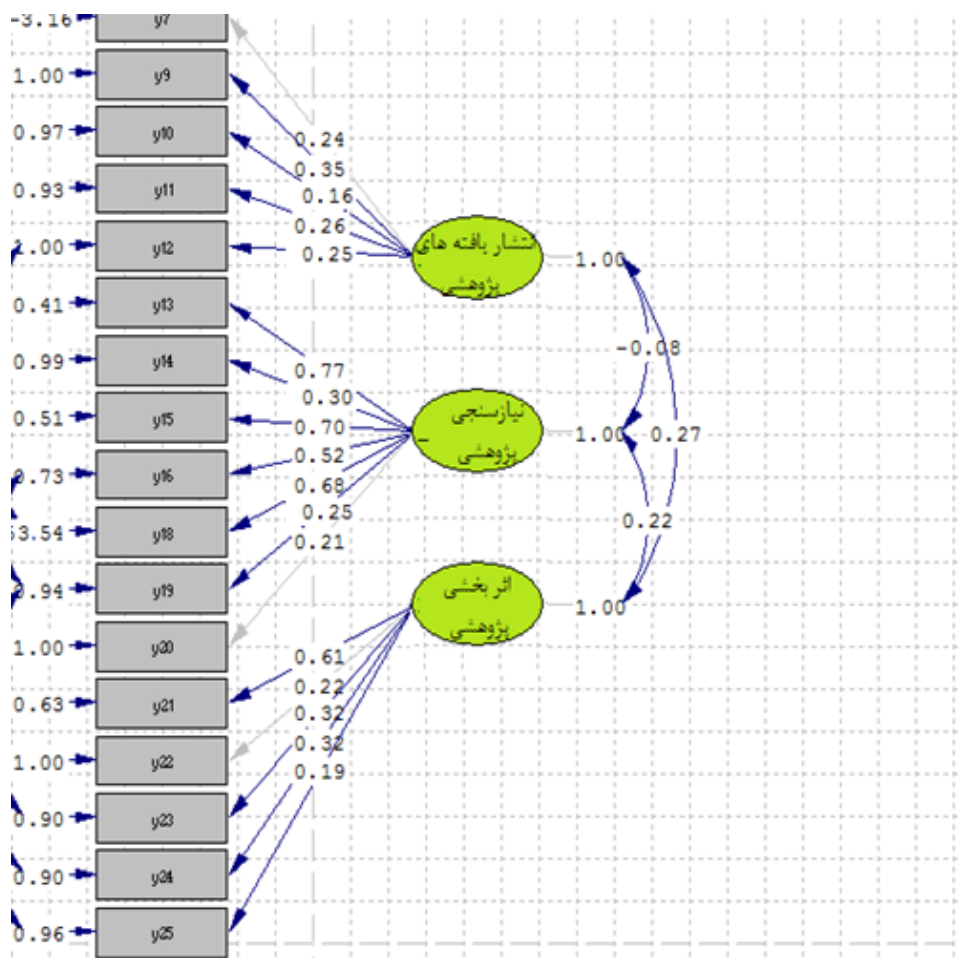 -3.16 y7
1.00 y9
0.97 y10
0.93 y11
1.00 y12
0.41 y13
0.99 y14
0.51 y15
0.73 y16
3.54 y18
0.94 y19
1.00 y20
0.63 y21
1.00 y22
0.90 y23
0.90 y24
0.96 y25
0.24
0.35
0.16
0.26
0.25
0.77
0.30
0.70
0.52
0.68
0.25
0.21
0.61
0.22
0.32
0.32
0.19
انتشار یافته های
پژوهشی
نیازسنجی
پژوهشی
اثر بخشی
پژوهشی
1.00
-0.08
1.00
0.27
0.22
1.00